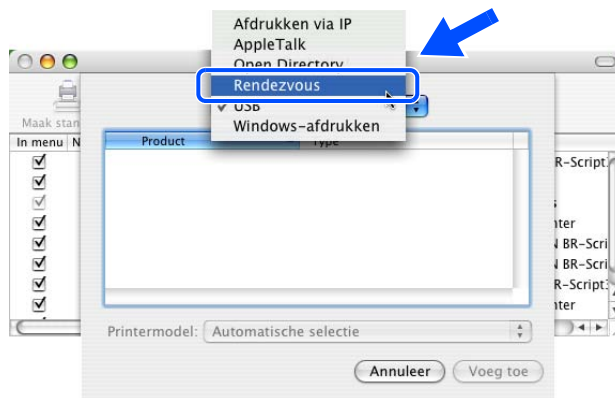 Afdrukken via IP
AppleTalk
Open Directory
Rendezvous
USB
Windows-afdrukken
Maak stan
In menu N
Product
Type
R-Script
nter
N BR-Scri
BR-Scri
R-Script
nter
Printermodel: Automatische selectie
Annuleer Voeg toe